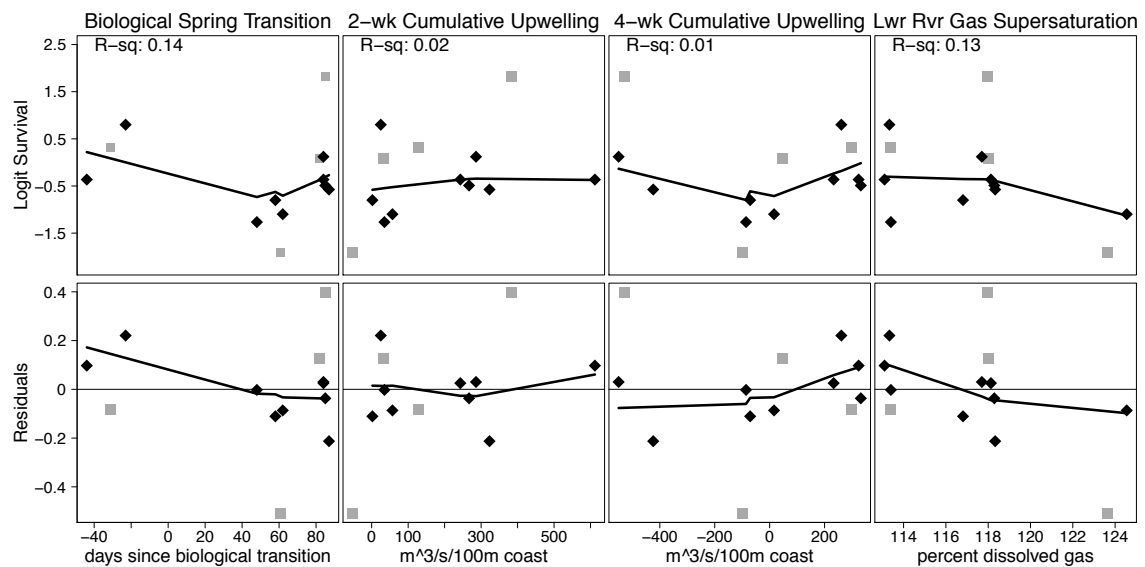 Biological Spring Transition
2-wk Cumulative Upwelling
4-wk Cumulative Upwelling
Lwr Rvr Gas Supersaturation
R-sq: 0.14
R-sq: 0.02
R-sq: 0.01
R-sq: 0.13
Logit Survival
2.5
1.5
0.5
-0.5
-1.5
Residuals
0.4
0.2
0
-0.2
-0.4
-40 -20 0 20 40 60 80
0 100 300 600
-400 -200 0 200
114 116 118 120 122 124
days since biological transition
m^3/s/100m coast
m^3/s/100m coast
percent dissolved gas